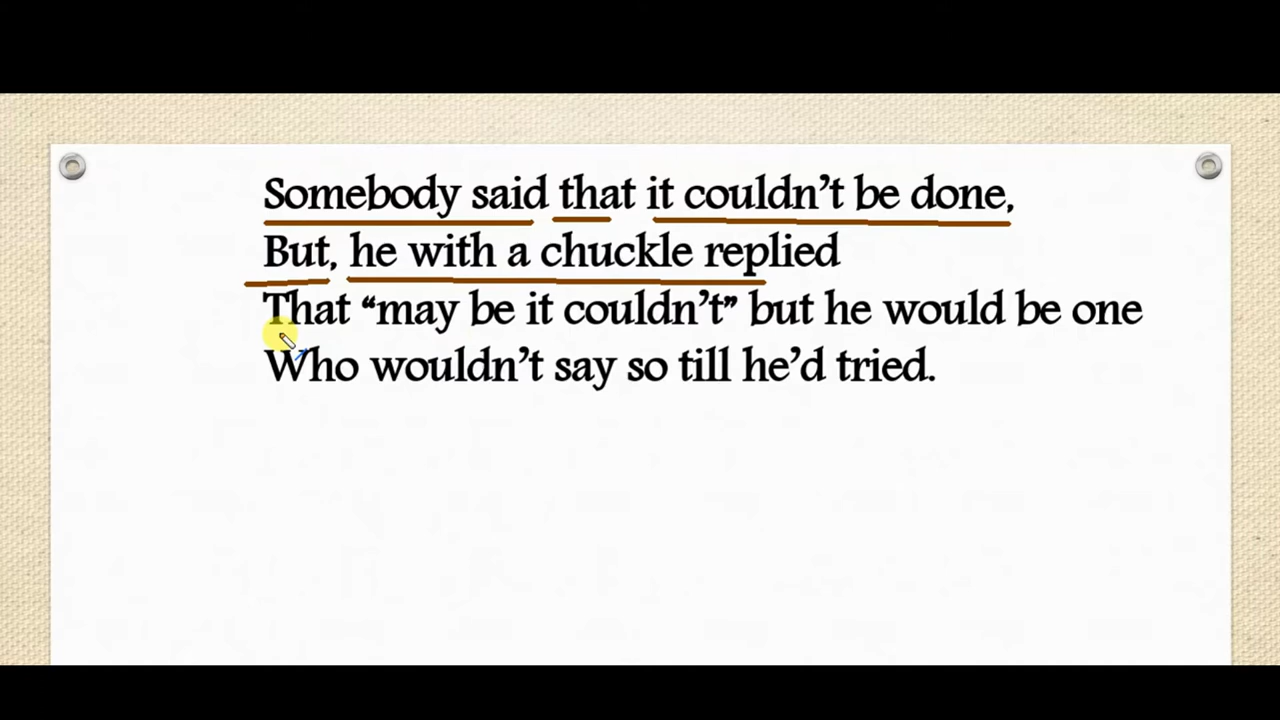 Somebody said that it couldn’t be done,
But, he with a chuckle replied
That “may be it couldn’t” but he would be one
Who wouldn’t say so till he’d tried.